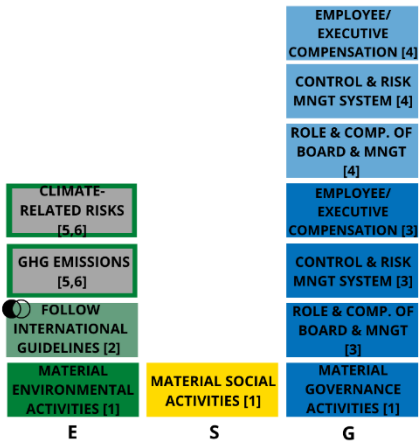 EMPLOYEE/
EXECUTIVE
COMPENSATION [4]
CONTROL & RISK
MNGT SYSTEM [4]
ROLE & COMP. OF
BOARD & MNGT
[4]
CLIMATE-
RELATED RISKS
[5,6]
EMPLOYEE/
EXECUTIVE
COMPENSATION [3]
GHG EMISSIONS
[5,6]
CONTROL & RISK
MNGT SYSTEM [3]
FOLLOW
INTERNATIONAL
GUIDELINES [2]
ROLE & COMP. OF
BOARD & MNGT
[3]
MATERIAL
ENVIRONMENTAL
ACTIVITIES [1]
MATERIAL SOCIAL
ACTIVITIES [1]
MATERIAL
GOVERNANCE
ACTIVITIES [1]
E
S
G